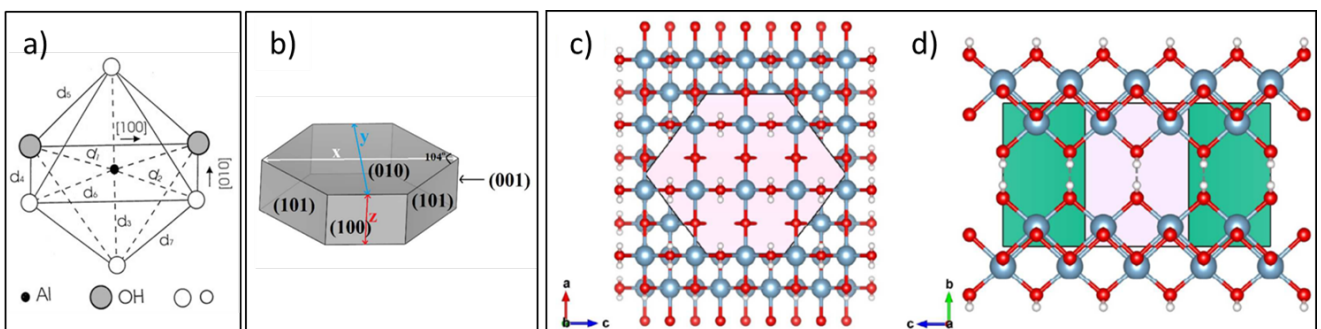 a)
d₅
[100]
d₁
d₄
d₆
d₂
[010]
d₃
d₇
Al
OH
O
b)
y
x
104°
(010)
(001)
(101)
(100)
z
(101)
c)
a
b
c
d)
b
c
a